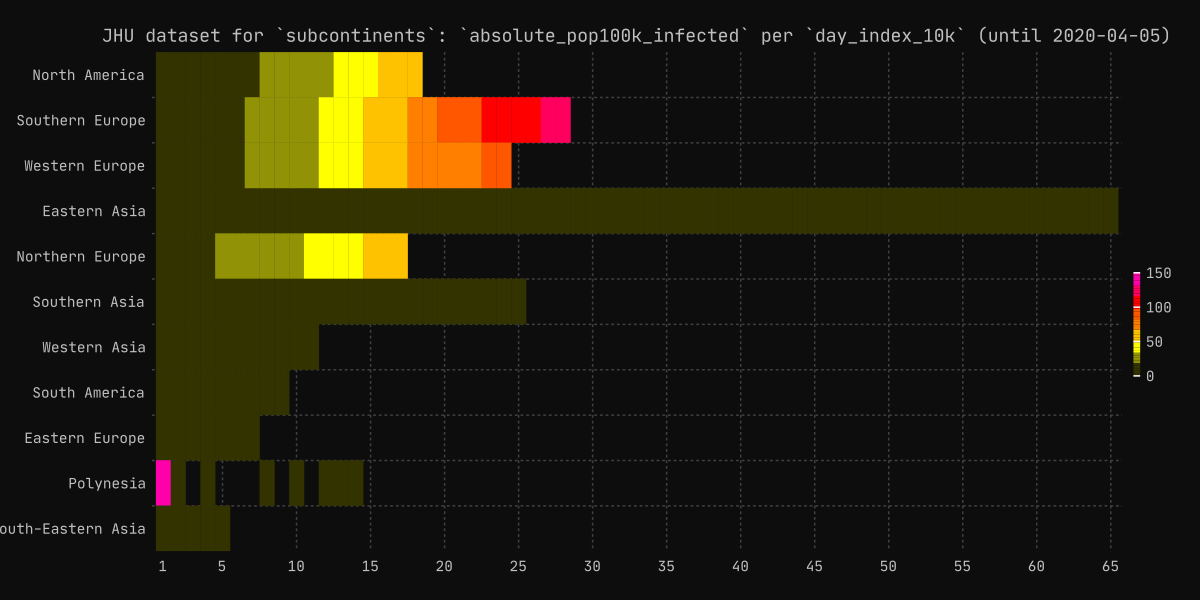 JHU dataset for `subcontinents`: `absolute_pop100k_infected` per `day_index_10k` (until 2020-04-05)
North America
Southern Europe
Western Europe
Eastern Asia
Northern Europe
Southern Asia
Western Asia
South America
Eastern Europe
Polynesia
outh-Eastern Asia
1 5 10 15 20 25 30 35 40 45 50 55 60 65
150
100
50
0